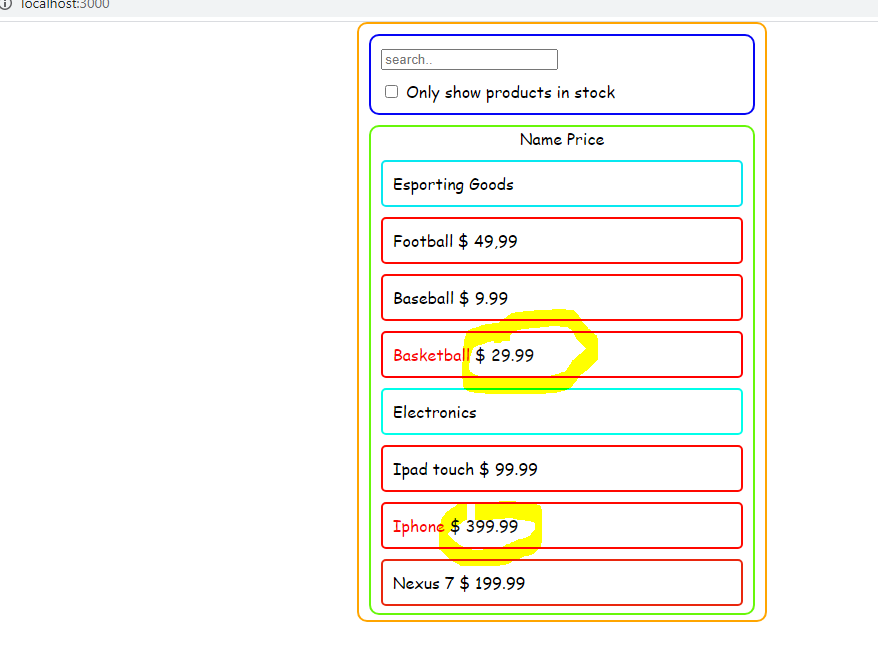 localhost:3000
search..
Only show products in stock
Name Price
Esporting Goods
Football $ 49,99
Baseball $ 9.99
Basketball $ 29.99
Electronics
Ipad touch $ 99.99
Iphone $ 399.99
Nexus 7 $ 199.99